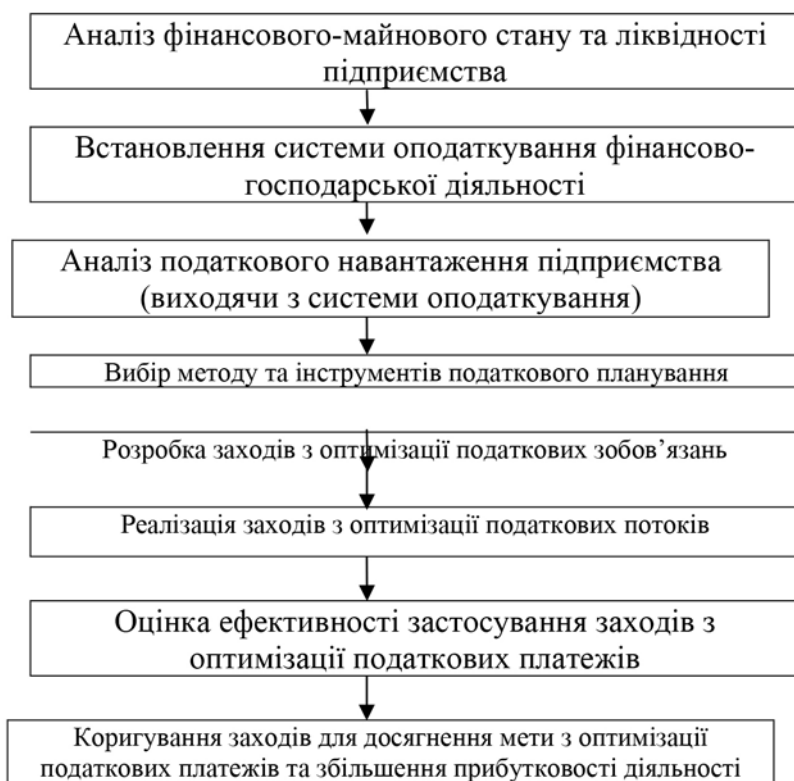 Аналіз фінансового-майнового стану та ліквідності
підприємства
Встановлення системи оподаткування фінансово-
господарської діяльності
Аналіз податкового навантаження підприємства
(виходячи з системи оподаткування)
Вибір методу та інструментів податкового планування
Розробка заходів з оптимізації податкових зобов’язань
Реалізація заходів з оптимізації податкових потоків
Оцінка ефективності застосування заходів з
оптимізації податкових платежів
Коригування заходів для досягнення мети з оптимізації
податкових платежів та збільшення прибутковості діяльності